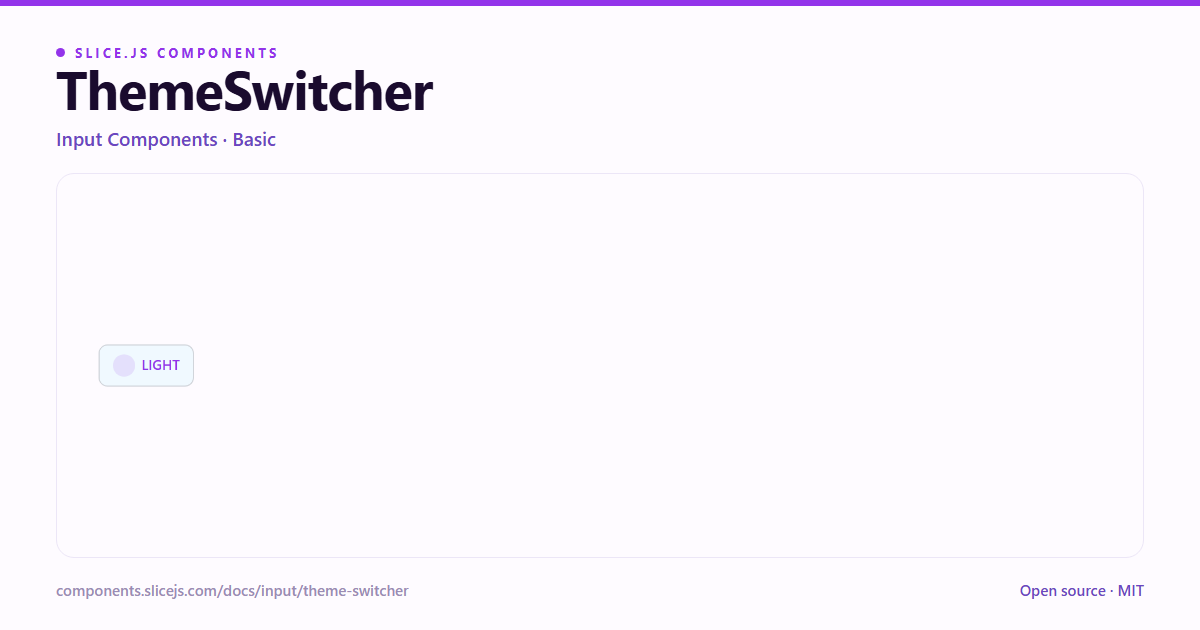 SLICE.JS COMPONENTS
ThemeSwitcher
Input Components · Basic
LIGHT
components.slicejs.com/docs/input/theme-switcher
Open source · MIT